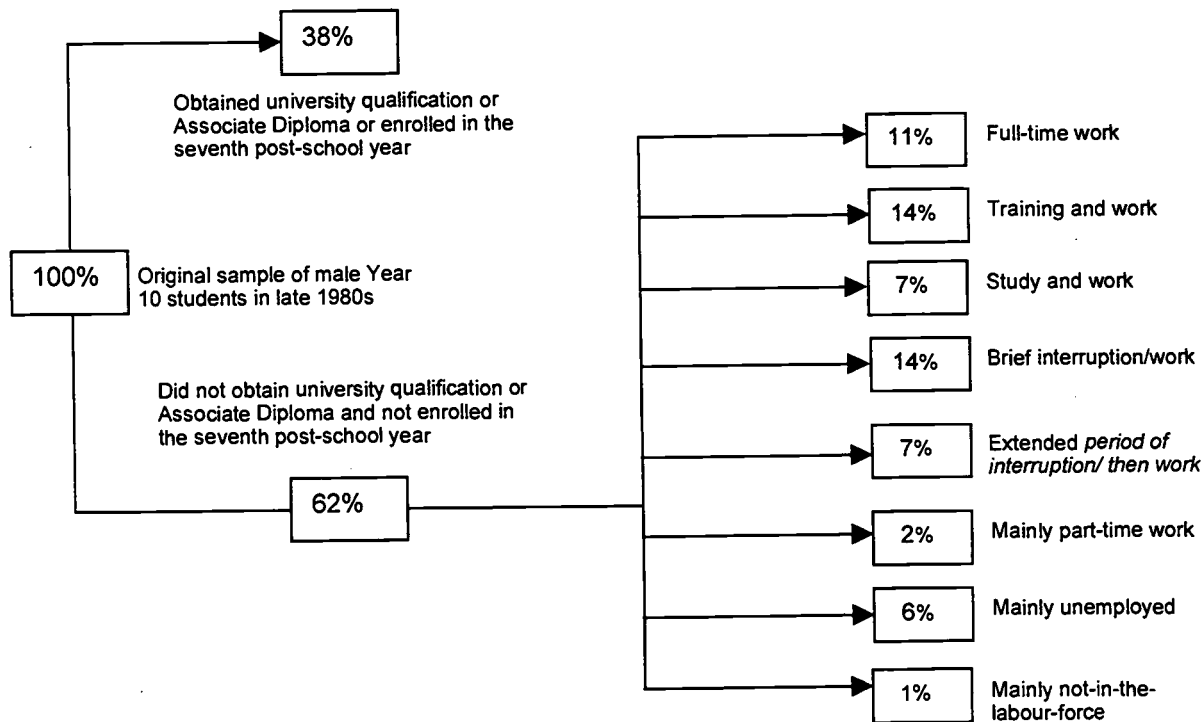 38%
Obtained university qualification or
Associate Diploma or enrolled in the
seventh post-school year
100%
Original sample of male Year
10 students in late 1980s
Did not obtain university qualification or
Associate Diploma and not enrolled in
the seventh post-school year
62%
11%
Full-time work
14%
Training and work
7%
Study and work
14%
Brief interruption/work
7%
Extended period of
interruption/ then work
2%
Mainly part-time work
6%
Mainly unemployed
1%
Mainly not-in-the-
labour-force